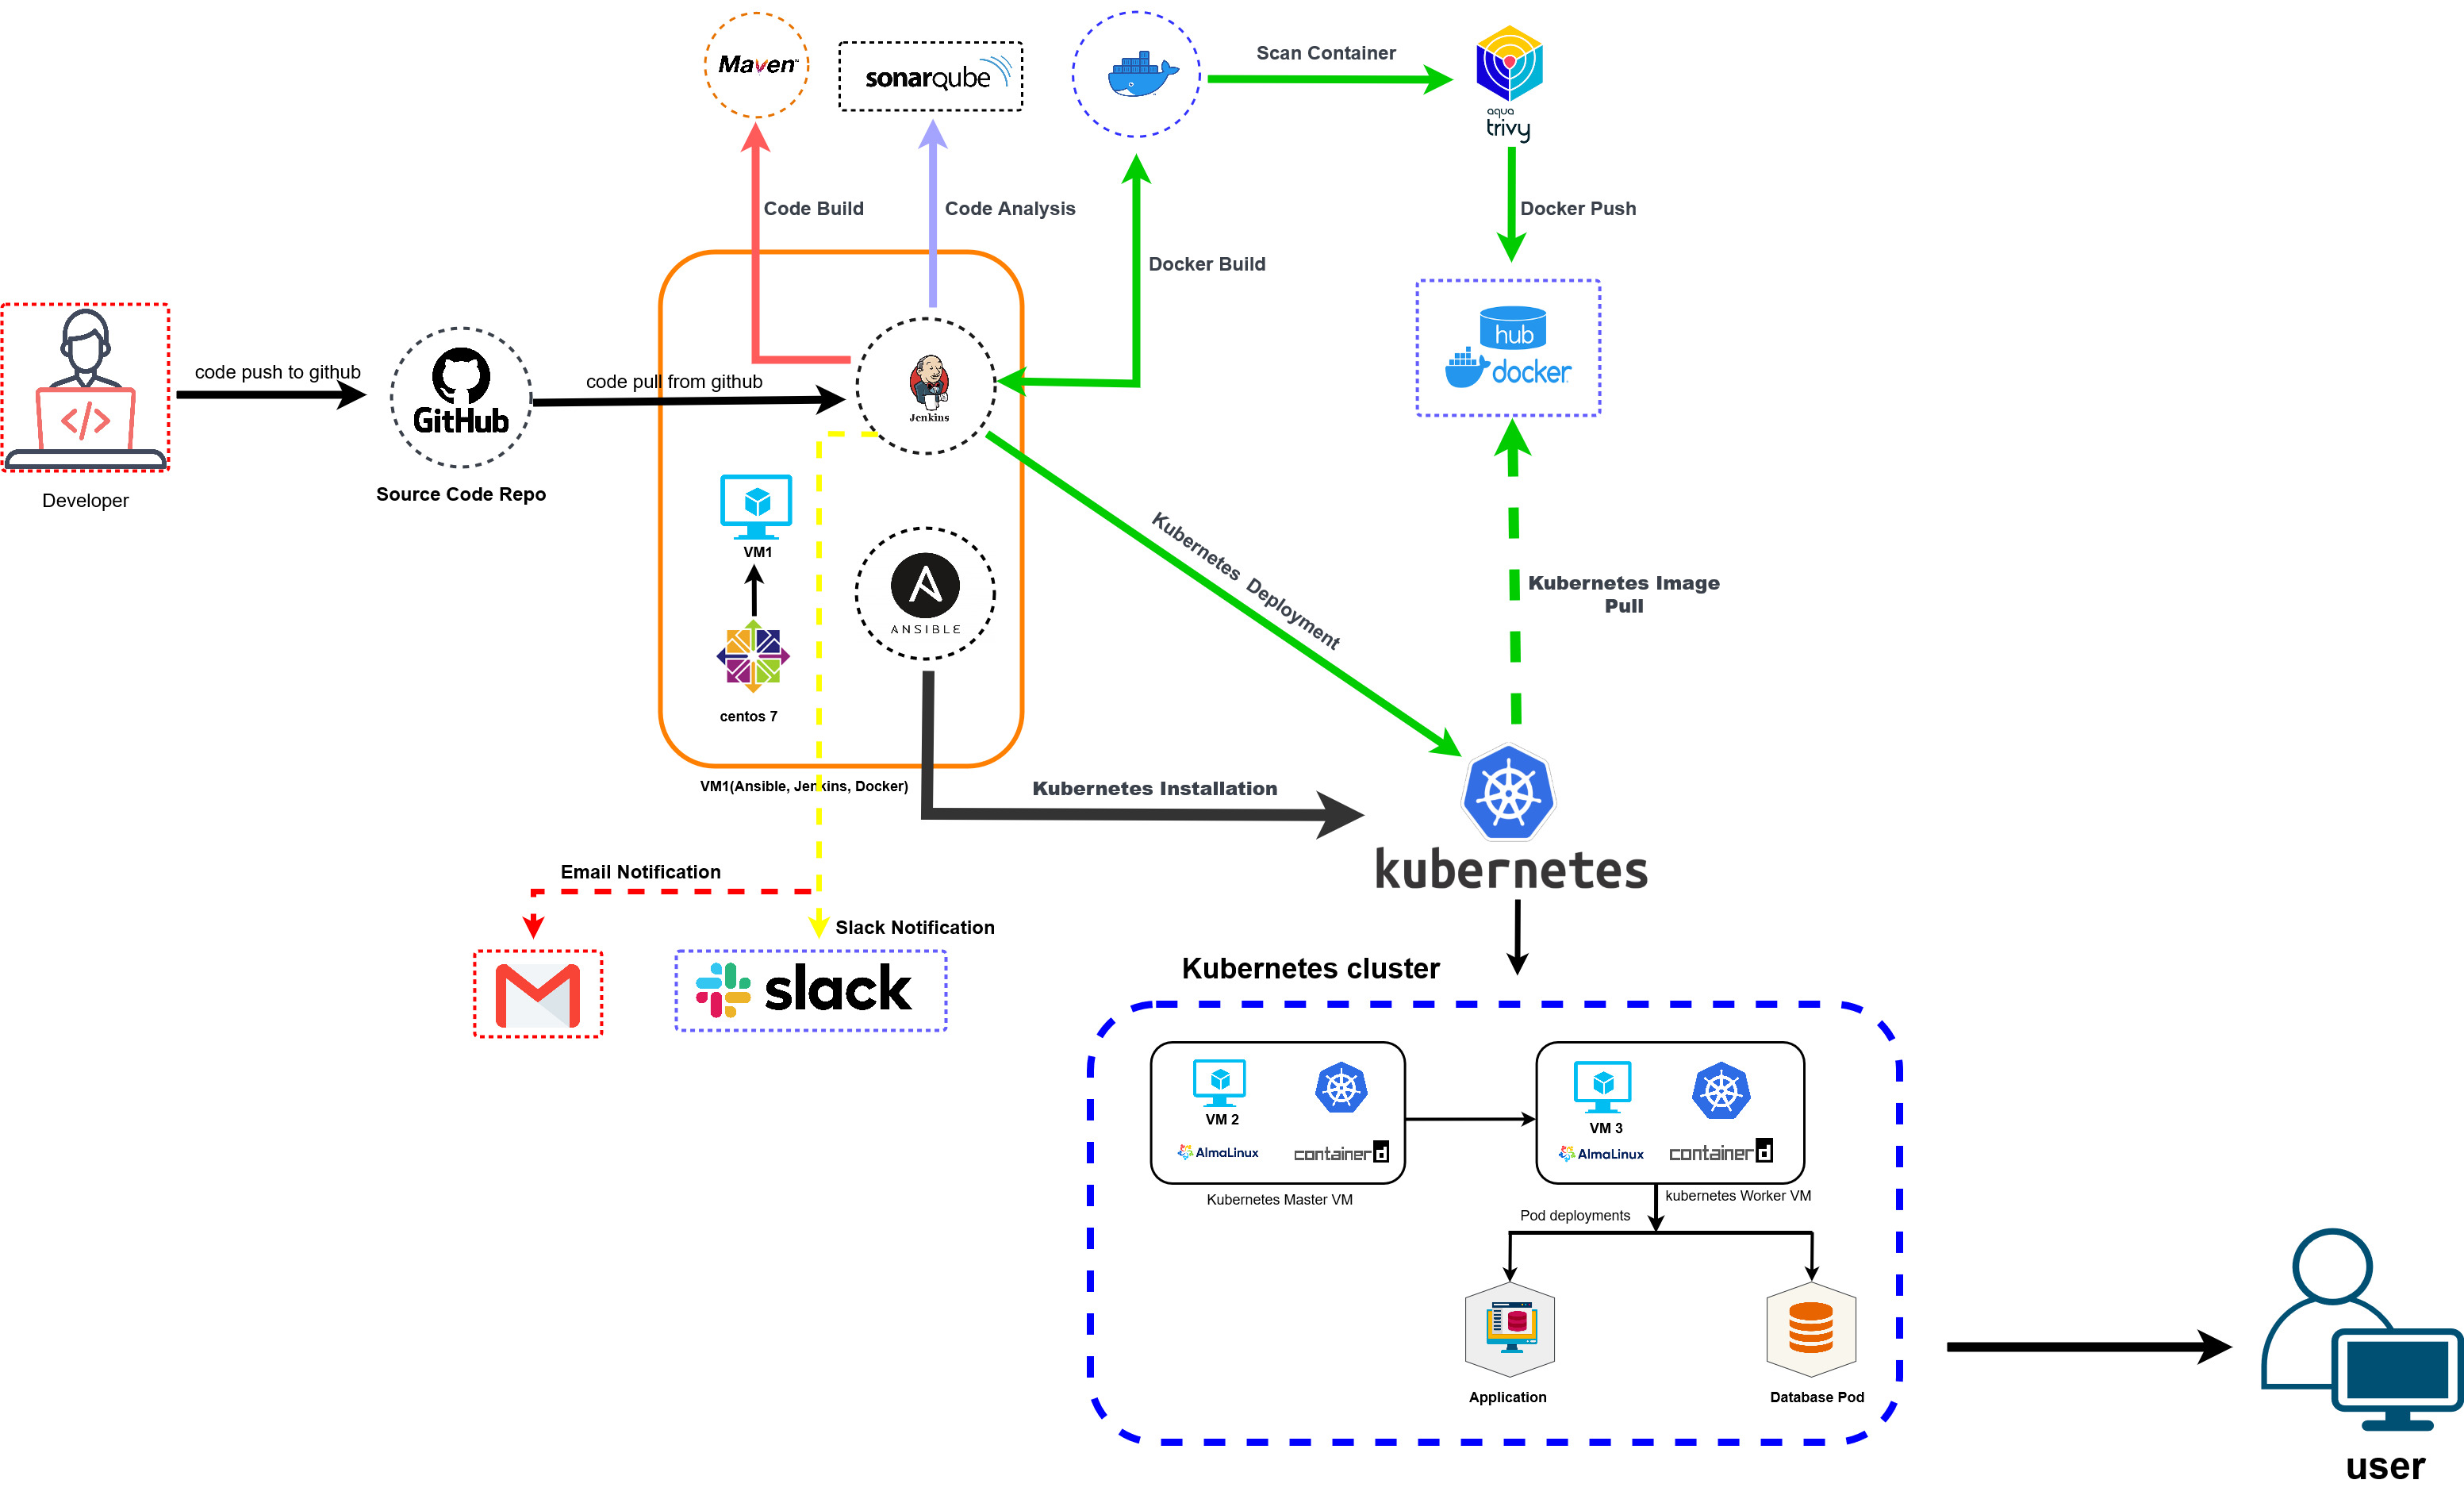 Maven™
sonarqube
Scan Container
aqua
trivy
Code Build
Code Analysis
Docker Push
Docker Build
hub
docker
code push to github
code pull from github
GitHub
Jenkins
Developer
Source Code Repo
VM1
Kubernetes Deployment
ANSIBLE
Kubernetes Image
Pull
centos 7
VM1(Ansible, Jenkins, Docker)
Kubernetes Installation
kubernetes
Email Notification
Slack Notification
slack
Kubernetes cluster
VM 2
AlmaLinux
containerd
Kubernetes Master VM
VM 3
AlmaLinux
containerd
kubernetes Worker VM
Pod deployments
Application
Database Pod
user